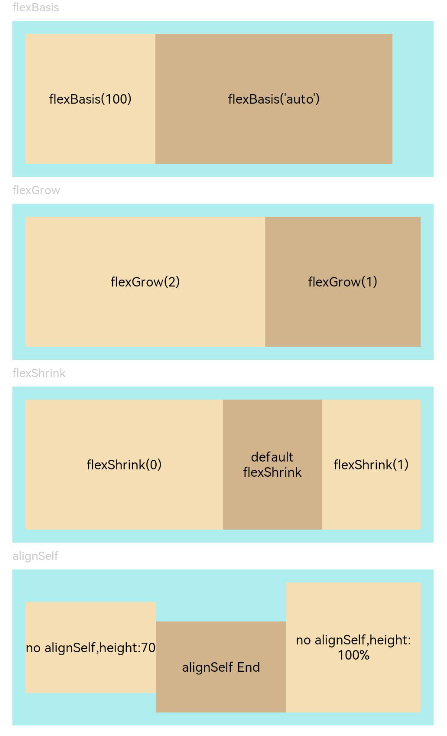 flexBasis
flexBasis(100)
flexBasis('auto')
flexGrow
flexGrow(2)
flexGrow(1)
flexShrink
flexShrink(0)
default
flexShrink
flexShrink(1)
alignSelf
no alignSelf,height:70
alignSelf End
no alignSelf,height:
100%